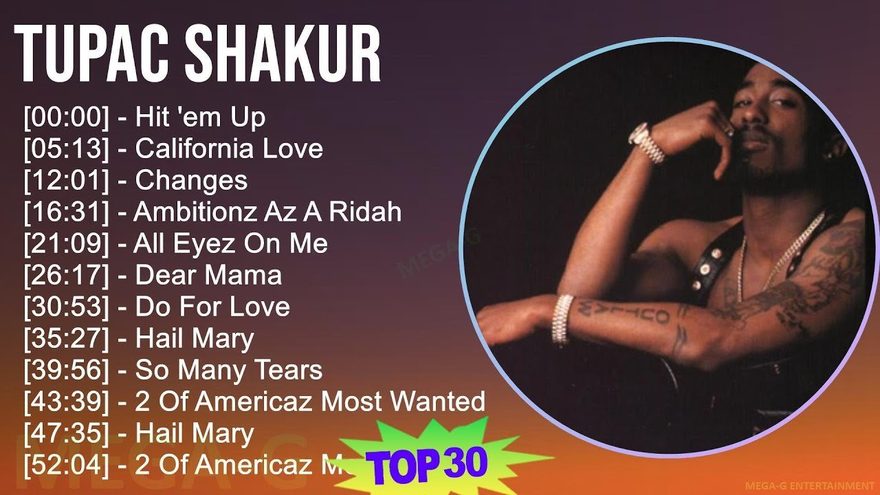 TUPAC SHAKUR
[00:00] - Hit 'em Up
[05:13] - California Love
[12:01] - Changes
[16:31] - Ambitionz Az A Ridah
[21:09] - All Eyez On Me
[26:17] - Dear Mama
[30:53] - Do For Love
[35:27] - Hail Mary
[39:56] - So Many Tears
[43:39] - 2 Of Americaz Most Wanted
[47:35] - Hail Mary
[52:04] - 2 Of Americaz M
TOP 30
MEGA-G
MEGA-G
MEGA-G ENTERTAINMENT